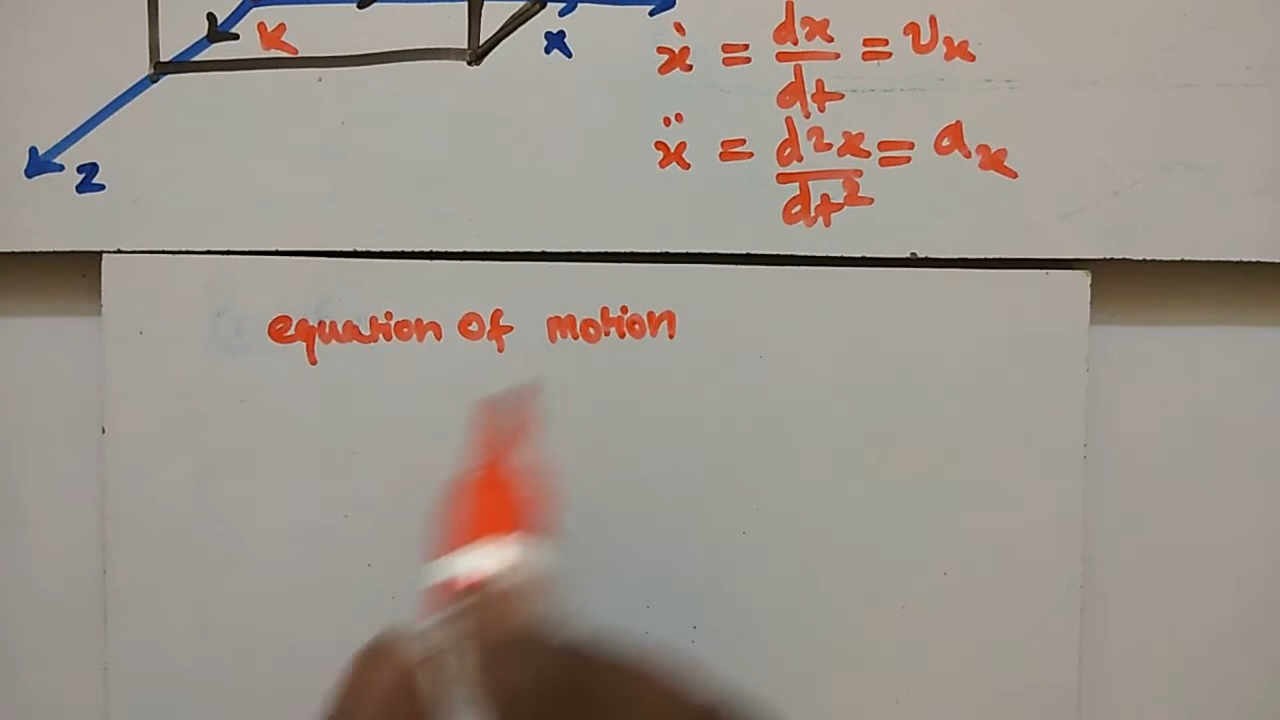 K
x
z
ẋ = dx/dt = vx
ẍ = d²x/dt² = ax
equation of motion